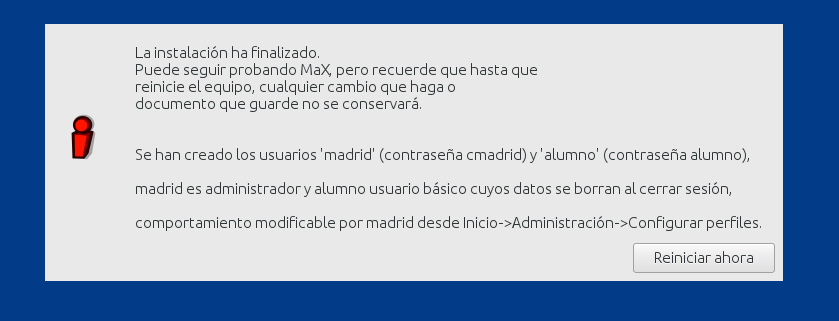 La instalación ha finalizado.
Puede seguir probando MaX, pero recuerde que hasta que
reinicie el equipo, cualquier cambio que haga o
documento que guarde no se conservará.
Se han creado los usuarios 'madrid' (contraseña cmadrid) y 'alumno' (contraseña alumno),
madrid es administrador y alumno usuario básico cuyos datos se borran al cerrar sesión,
comportamiento modificable por madrid desde Inicio->Administración->Configurar perfiles.
Reiniciar ahora